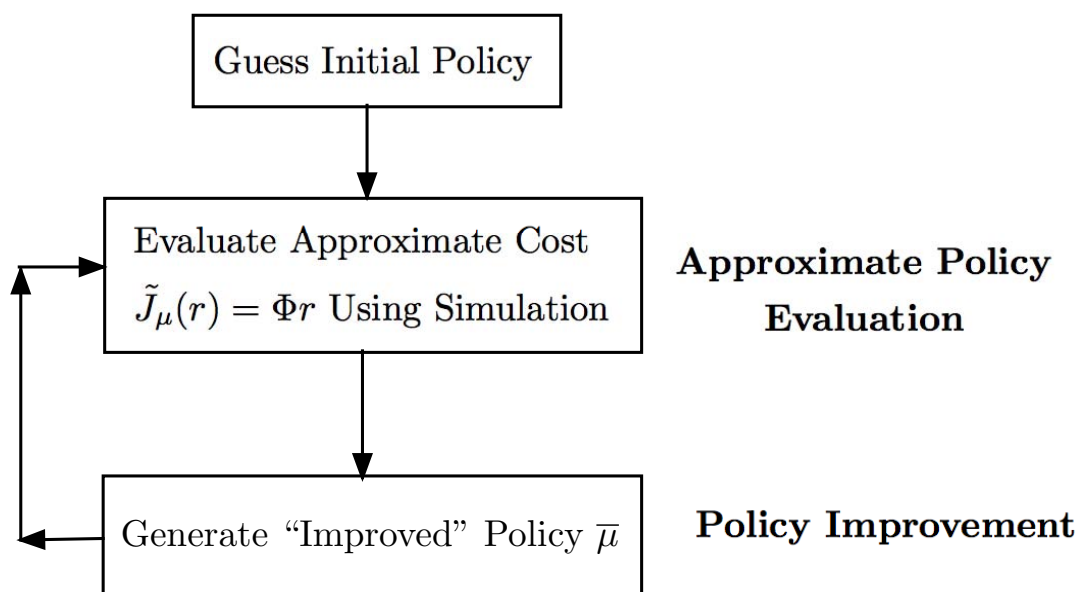 Guess Initial Policy
Evaluate Approximate Cost
J̃μ(r) = Φr Using Simulation
Approximate Policy
Evaluation
Generate “Improved” Policy μ̅
Policy Improvement